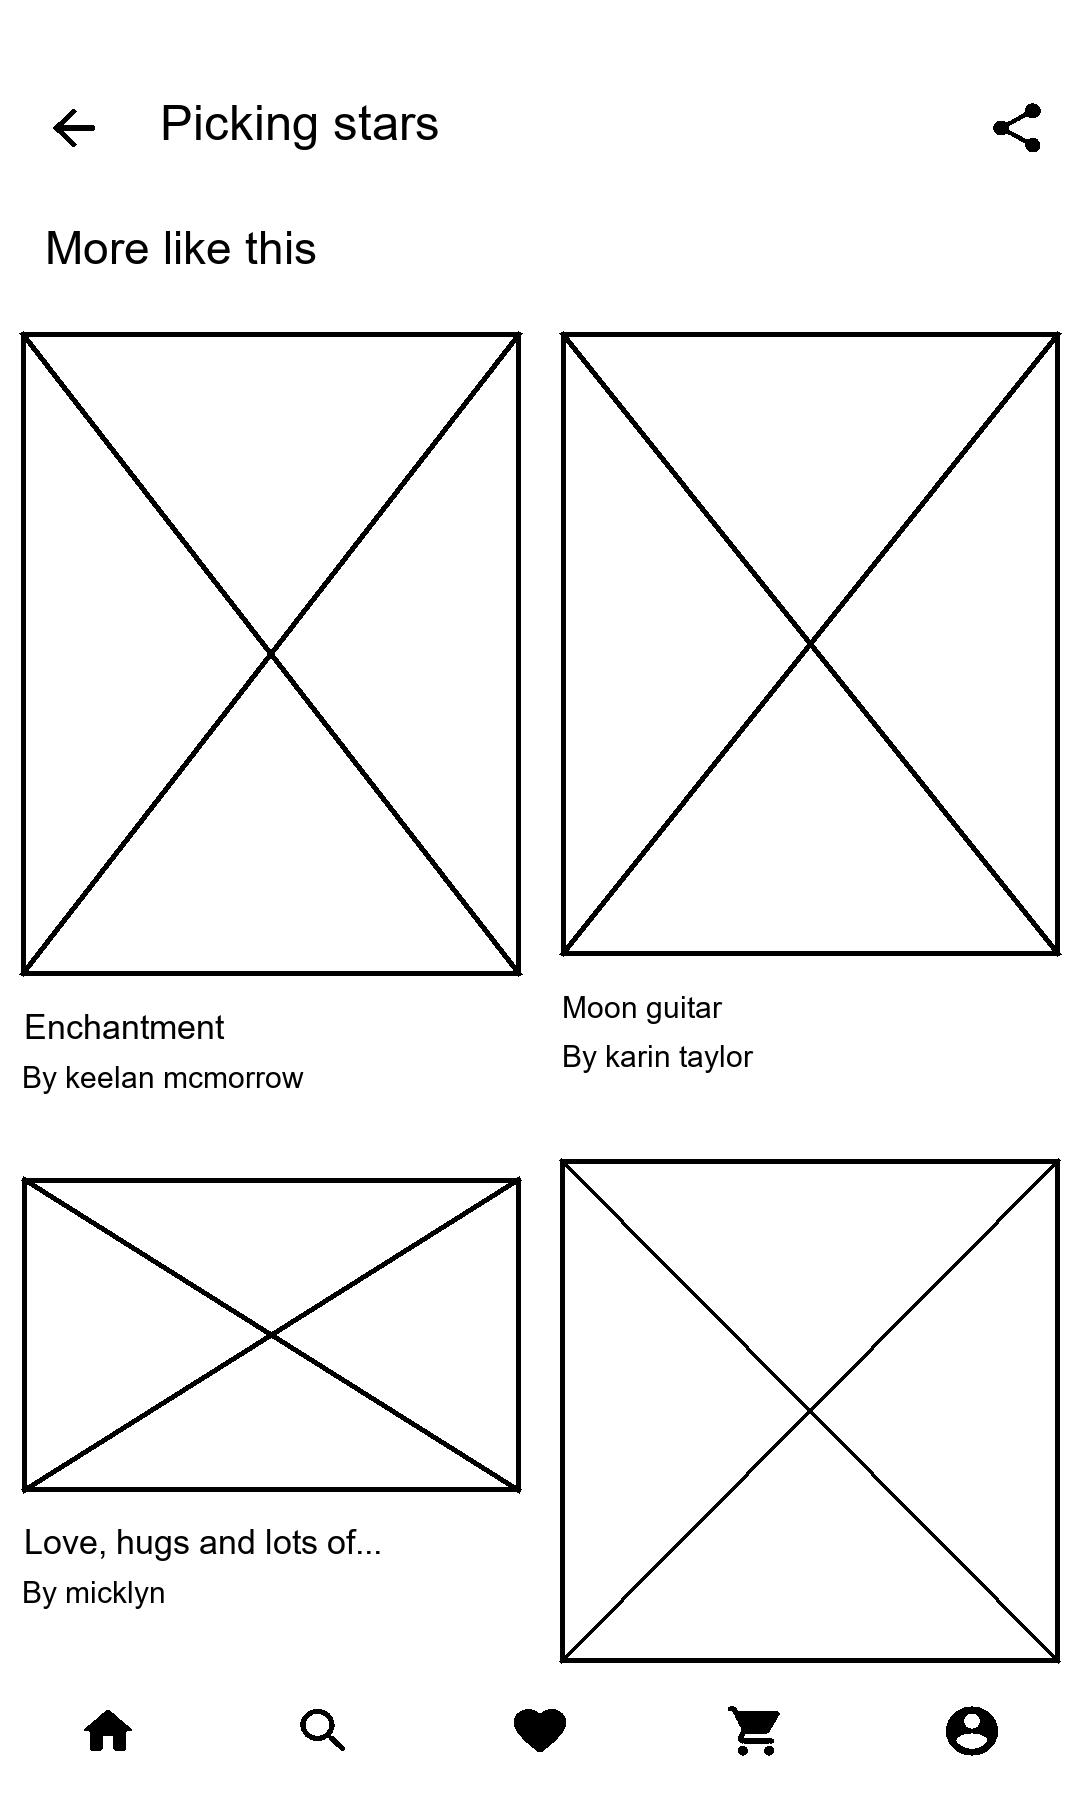 Picking stars
More like this
Enchantment
By keelan mcmorrow
Moon guitar
By karin taylor
Love, hugs and lots of...
By micklyn